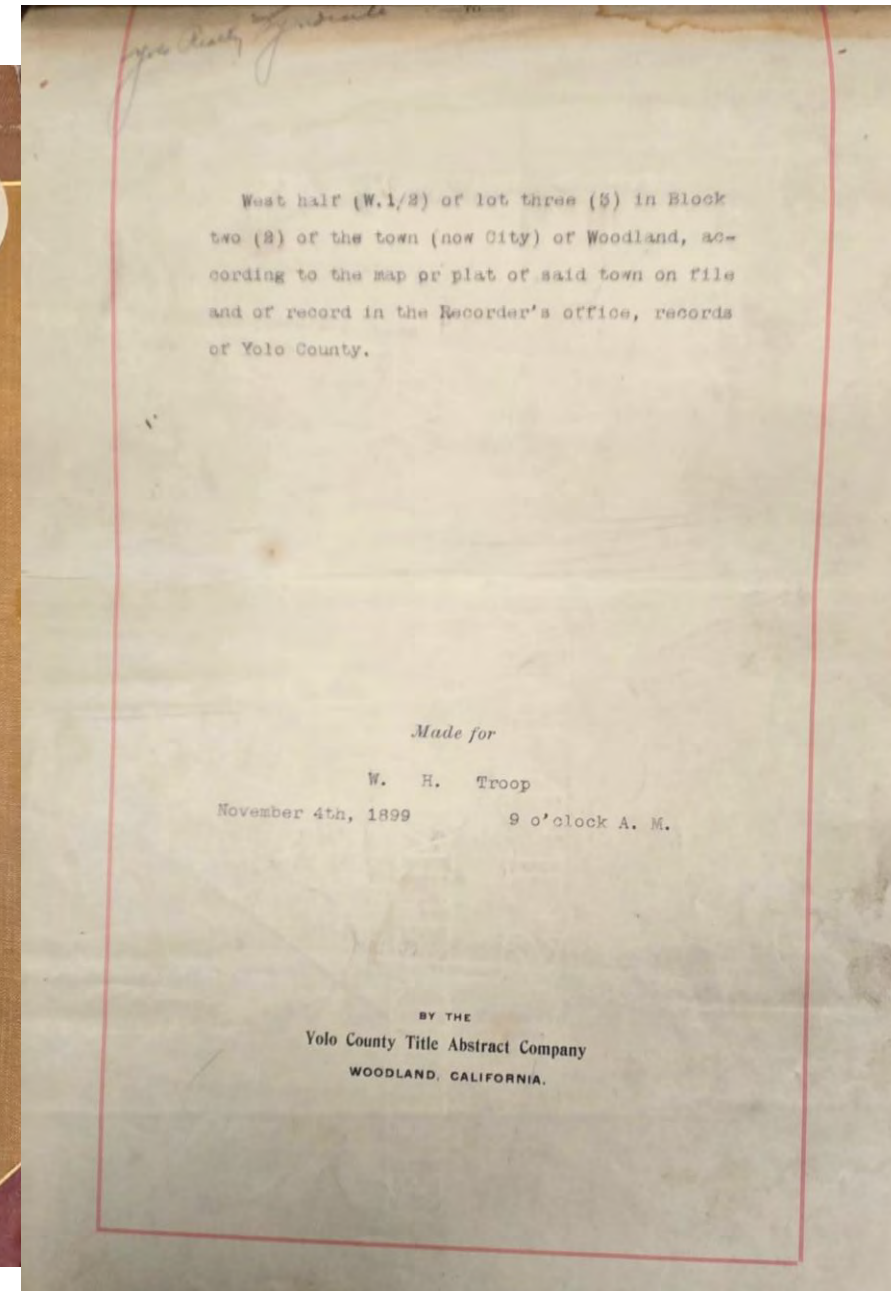 Yolo Realty Syndicate
West half (W.1/2) of lot three (3) in Block
two (2) of the town (now City) of Woodland, ac-
cording to the map or plat of said town on file
and of record in the Recorder's office, records
of Yolo County.
Made for
W. H. Troop
November 4th, 1899 9 o'clock A. M.
BY THE
Yolo County Title Abstract Company
WOODLAND, CALIFORNIA.